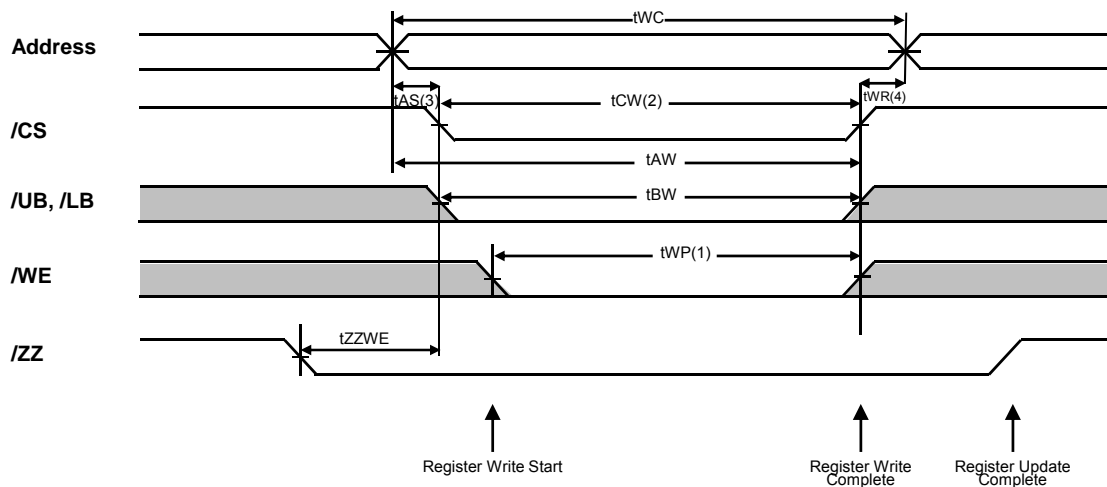 tWC
Address
tAS(3)
tCW(2)
tWR(4)
/CS
tAW
/UB, /LB
tBW
tWP(1)
/WE
tZZWE
/ZZ
Register Write Start
Register Write
Complete
Register Update
Complete